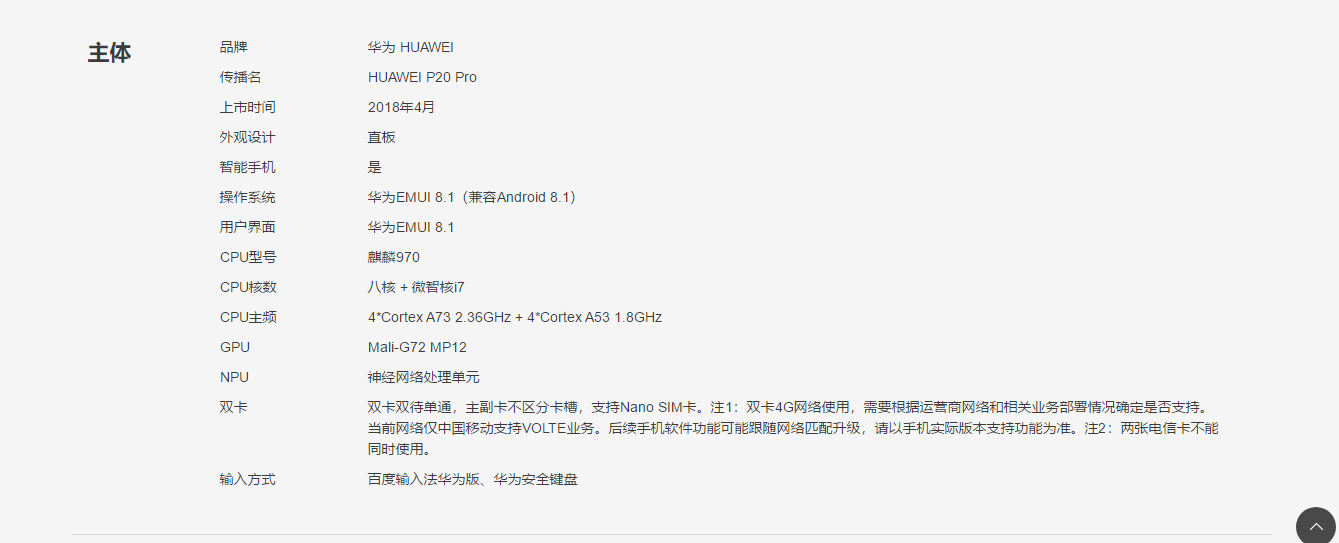 主体
品牌 华为 HUAWEI
传播名 HUAWEI P20 Pro
上市时间 2018年4月
外观设计 直板
智能手机 是
操作系统 华为EMUI 8.1（兼容Android 8.1）
用户界面 华为EMUI 8.1
CPU型号 麒麟970
CPU核数 八核 + 微智核i7
CPU主频 4*Cortex A73 2.36GHz + 4*Cortex A53 1.8GHz
GPU Mali-G72 MP12
NPU 神经网络处理单元
双卡 双卡双待单通，主副卡不区分卡槽，支持Nano SIM卡。注1：双卡4G网络使用，需要根据运营商网络和相关业务部署情况确定是否支持。
当前网络仅中国移动支持VOLTE业务。后续手机软件功能可能跟随网络匹配升级，请以手机实际版本支持功能为准。注2：两张电信卡不能
同时使用。
输入方式 百度输入法华为版、华为安全键盘